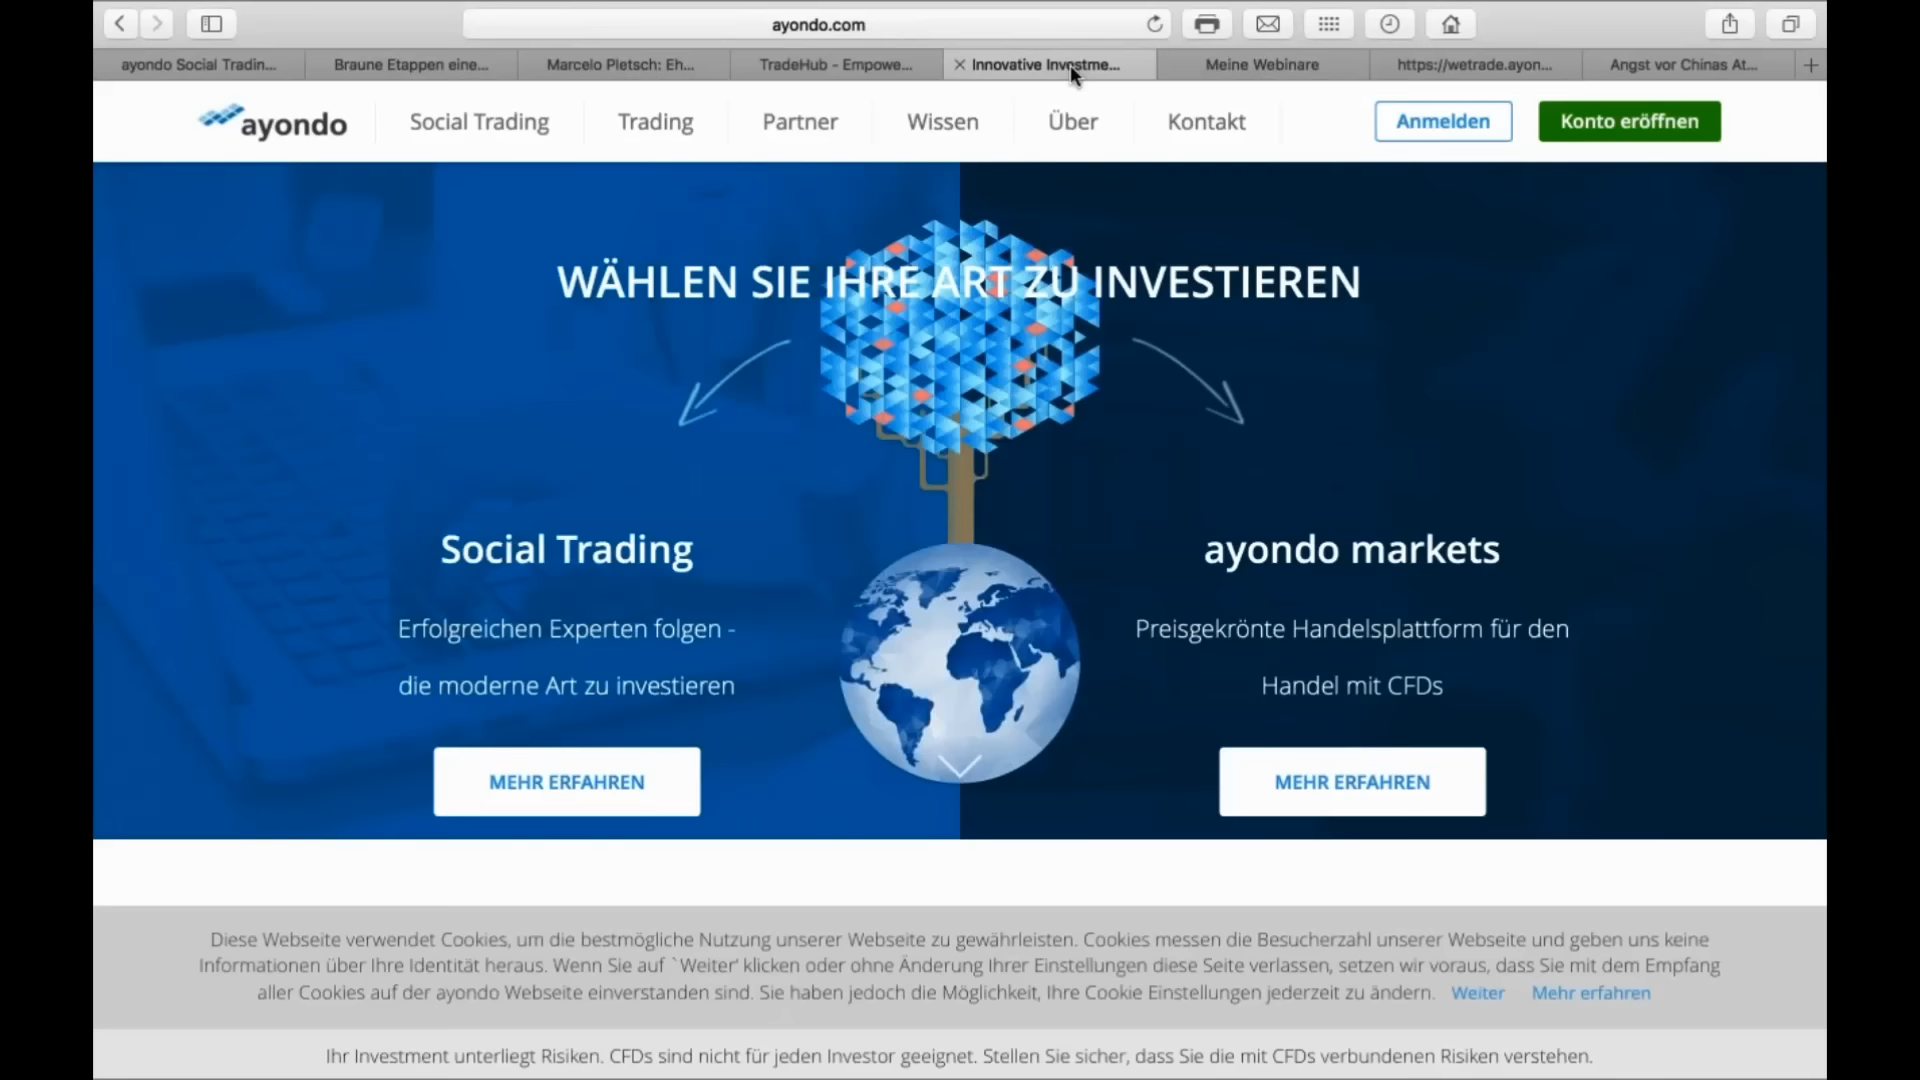 ayondo.com
ayondo Social Tradin...
Braune Etappen eine...
Marcelo Pletsch: Eh...
TradeHub - Empowe...
Innovative Investme...
Meine Webinare
https://wetrade.ayon...
Angst vor Chinas At...
ayondo
Social Trading
Trading
Partner
Wissen
Über
Kontakt
Anmelden
Konto eröffnen
WÄHLEN SIE IHRE ART ZU INVESTIEREN
Social Trading
Erfolgreichen Experten folgen -
die moderne Art zu investieren
MEHR ERFAHREN
ayondo markets
Preisgekrönte Handelsplattform für den
Handel mit CFDs
MEHR ERFAHREN
Diese Webseite verwendet Cookies, um die bestmögliche Nutzung unserer Webseite zu gewährleisten. Cookies messen die Besucherzahl unserer Webseite und geben uns keine
Informationen über Ihre Identität heraus. Wenn Sie auf `Weiter' klicken oder ohne Änderung Ihrer Einstellungen diese Seite verlassen, setzen wir voraus, dass Sie mit dem Empfang
aller Cookies auf der ayondo Webseite einverstanden sind. Sie haben jedoch die Möglichkeit, Ihre Cookie Einstellungen jederzeit zu ändern. Weiter Mehr erfahren
Ihr Investment unterliegt Risiken. CFDs sind nicht für jeden Investor geeignet. Stellen Sie sicher, dass Sie die mit CFDs verbundenen Risiken verstehen.